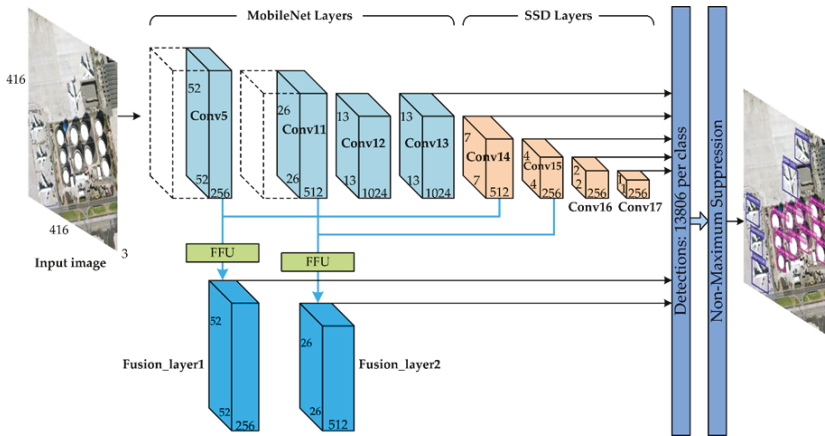 MobileNet Layers
SSD Layers
416
416
3
Input image
52
Conv5
52
256
26
Conv11
26
512
13
Conv12
13
1024
13
Conv13
13
1024
7
Conv14
7
512
4
Conv15
4
256
2
2
256
Conv16
1
1
256
Conv17
FFU
FFU
52
52
256
Fusion_layer1
26
26
512
Fusion_layer2
Detections: 13806 per class
Non-Maximum Suppression